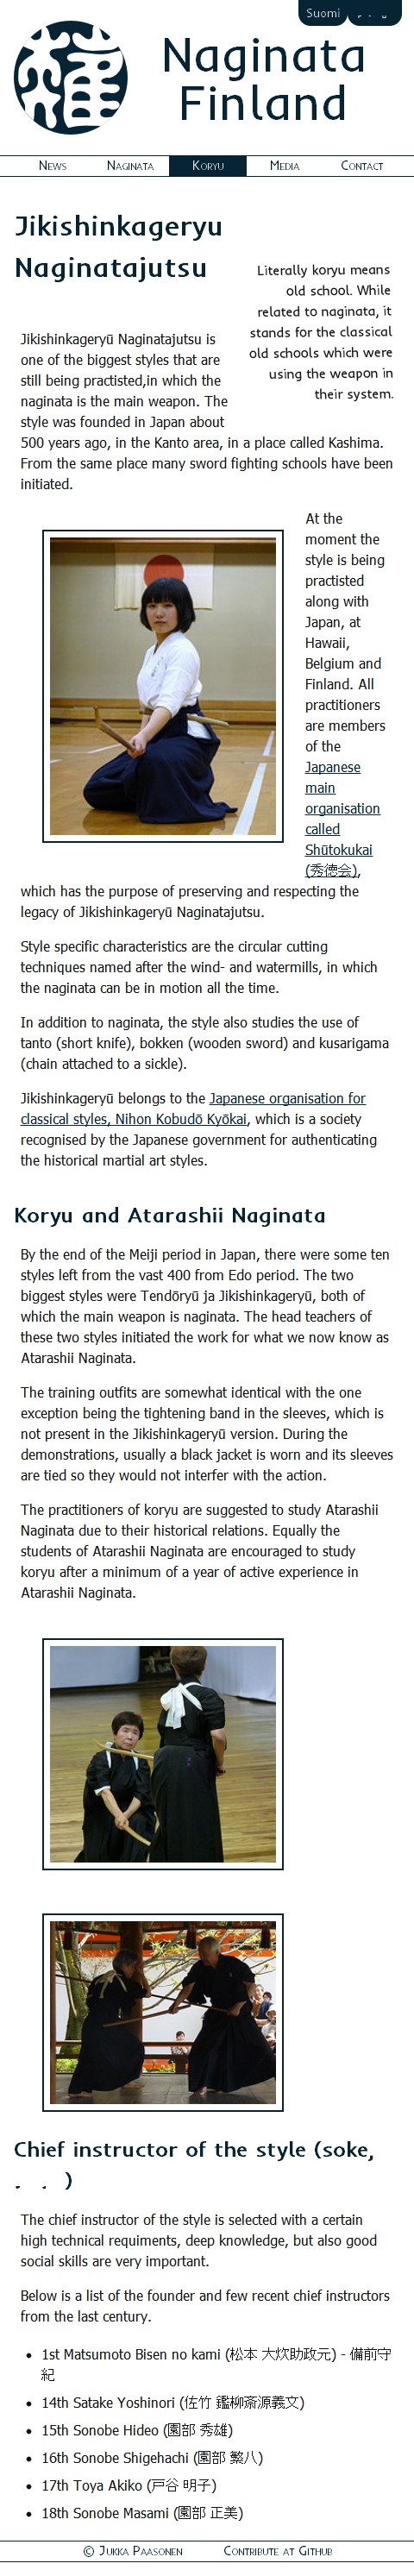 Suomi
Naginata
Finland
News Naginata Koryu Media Contact
Jikishinkageryu
Naginatajutsu
Literally koryu means
old school. While
related to naginata, it
stands for the classical
old schools which were
using the weapon in
their system.
Jikishinkageryū Naginatajutsu is
one of the biggest styles that are
still being practisted,in which the
naginata is the main weapon. The
style was founded in Japan about
500 years ago, in the Kanto area, in a place called Kashima.
From the same place many sword fighting schools have been
initiated.
At the
moment the
style is being
practisted
along with
Japan, at
Hawaii,
Belgium and
Finland. All
practitioners
are members
of the
Japanese
main
organisation
called
Shūtokukai
(秀徳会),
which has the purpose of preserving and respecting the
legacy of Jikishinkageryū Naginatajutsu.
Style specific characteristics are the circular cutting
techniques named after the wind- and watermills, in which
the naginata can be in motion all the time.
In addition to naginata, the style also studies the use of
tanto (short knife), bokken (wooden sword) and kusarigama
(chain attached to a sickle).
Jikishinkageryū belongs to the Japanese organisation for
classical styles, Nihon Kobudō Kyōkai, which is a society
recognised by the Japanese government for authenticating
the historical martial art styles.
Koryu and Atarashii Naginata
By the end of the Meiji period in Japan, there were some ten
styles left from the vast 400 from Edo period. The two
biggest styles were Tendōryū ja Jikishinkageryū, both of
which the main weapon is naginata. The head teachers of
these two styles initiated the work for what we now know as
Atarashii Naginata.
The training outfits are somewhat identical with the one
exception being the tightening band in the sleeves, which is
not present in the Jikishinkageryū version. During the
demonstrations, usually a black jacket is worn and its sleeves
are tied so they would not interfer with the action.
The practitioners of koryu are suggested to study Atarashii
Naginata due to their historical relations. Equally the
students of Atarashii Naginata are encouraged to study
koryu after a minimum of a year of active experience in
Atarashii Naginata.
Chief instructor of the style (soke,
)
The chief instructor of the style is selected with a certain
high technical requiments, deep knowledge, but also good
social skills are very important.
Below is a list of the founder and few recent chief instructors
from the last century.
1st Matsumoto Bisen no kami (松本 大炊助政元) - 備前守
紀
14th Satake Yoshinori (佐竹 鑑柳斎源義文)
15th Sonobe Hideo (園部 秀雄)
16th Sonobe Shigehachi (園部 繁八)
17th Toya Akiko (戸谷 明子)
18th Sonobe Masami (園部 正美)
© Jukka Paasonen Contribute at Github